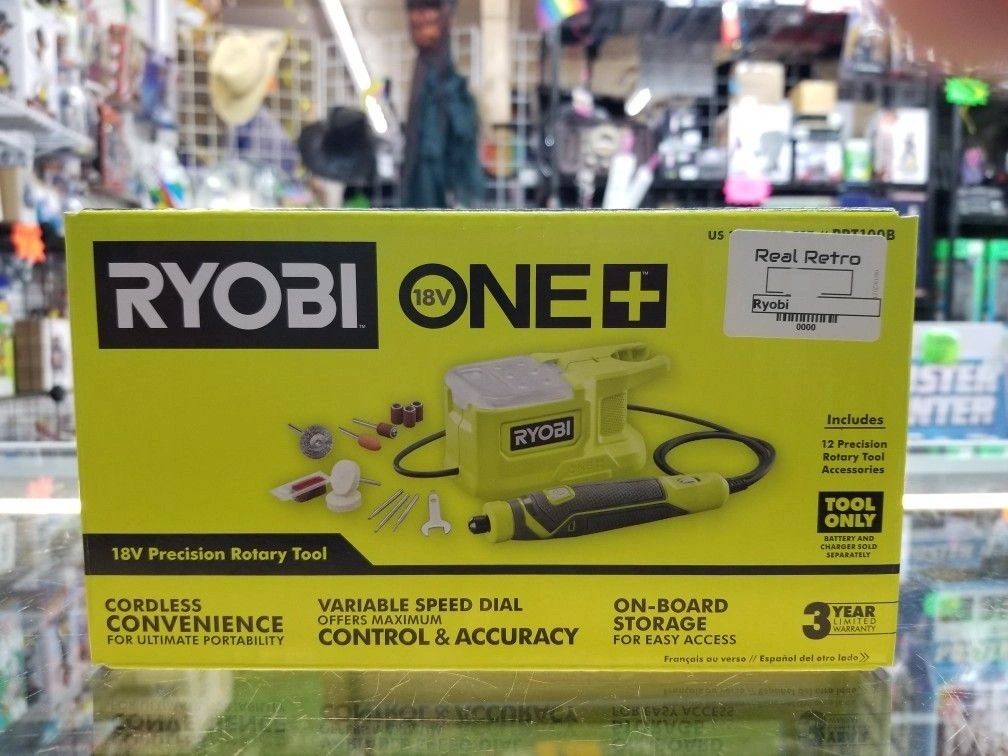 US
Real Retro
Ryobi
0000
RYOBI
18V
ONE+
RYOBI
ONE+
Includes
12 Precision
Rotary Tool
Accessories
TOOL
ONLY
BATTERY AND
CHARGER SOLD
SEPARATELY
18V Precision Rotary Tool
CORDLESS
CONVENIENCE
FOR ULTIMATE PORTABILITY
VARIABLE SPEED DIAL
OFFERS MAXIMUM
CONTROL & ACCURACY
ON-BOARD
STORAGE
FOR EASY ACCESS
3 YEAR
LIMITED
WARRANTY
Français au verso // Español del otro lado